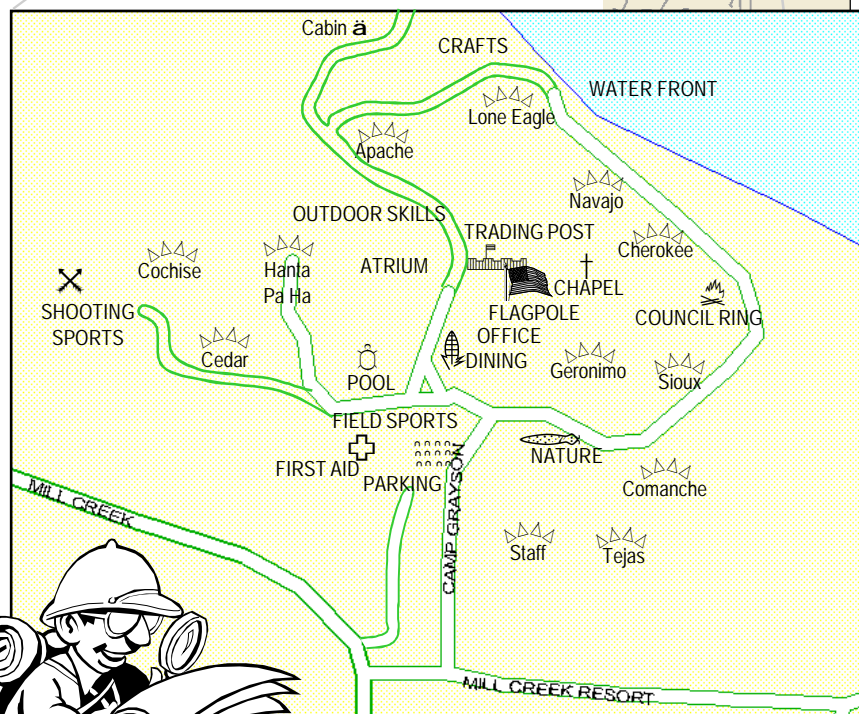 Cabin ä
CRAFTS
WATER FRONT
Lone Eagle
Apache
Navajo
OUTDOOR SKILLS
TRADING POST
Cherokee
Cochise
Hanta
Pa Ha
ATRIUM
CHAPEL
SHOOTING
SPORTS
FLAGPOLE
COUNCIL RING
OFFICE
Cedar
DINING
Geronimo
POOL
Sioux
FIELD SPORTS
NATURE
FIRST AID
PARKING
CAMP GRAYSON
Comanche
MILL CREEK
Staff
Tejas
MILL CREEK RESORT